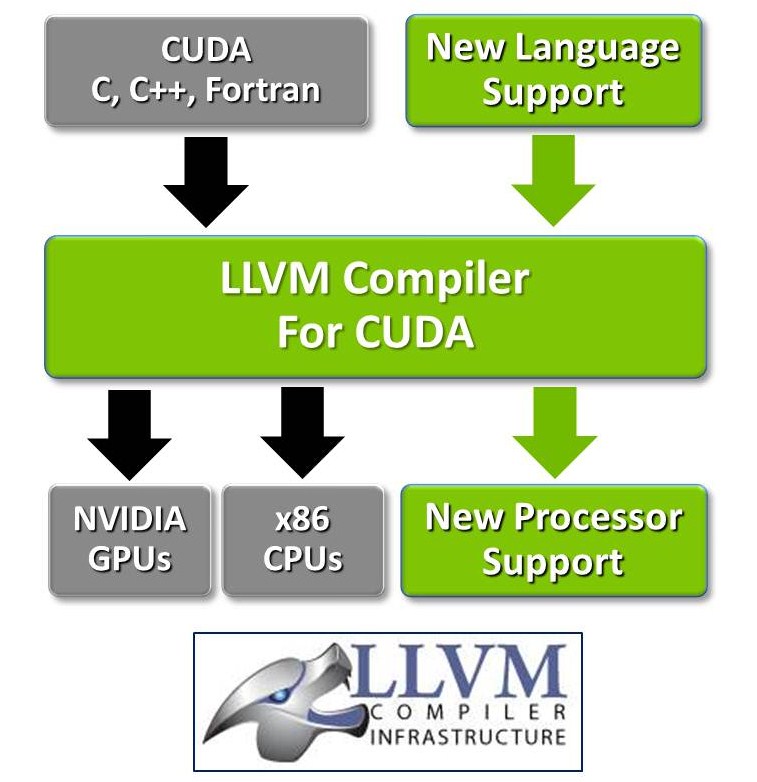 CUDA
C, C++, Fortran
New Language
Support
LLVM Compiler
For CUDA
NVIDIA
GPUs
x86
CPUs
New Processor
Support
LLVM
COMPILER
INFRASTRUCTURE